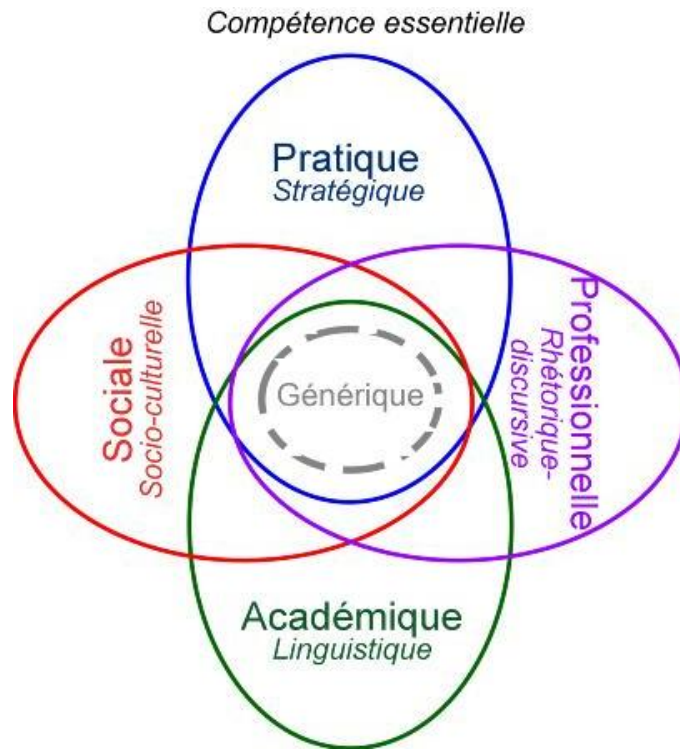 Compétence essentielle
Pratique
Stratégique
Sociale
Socio-culturelle
Générique
Professionnelle
Rhétorique-
discursive
Académique
Linguistique